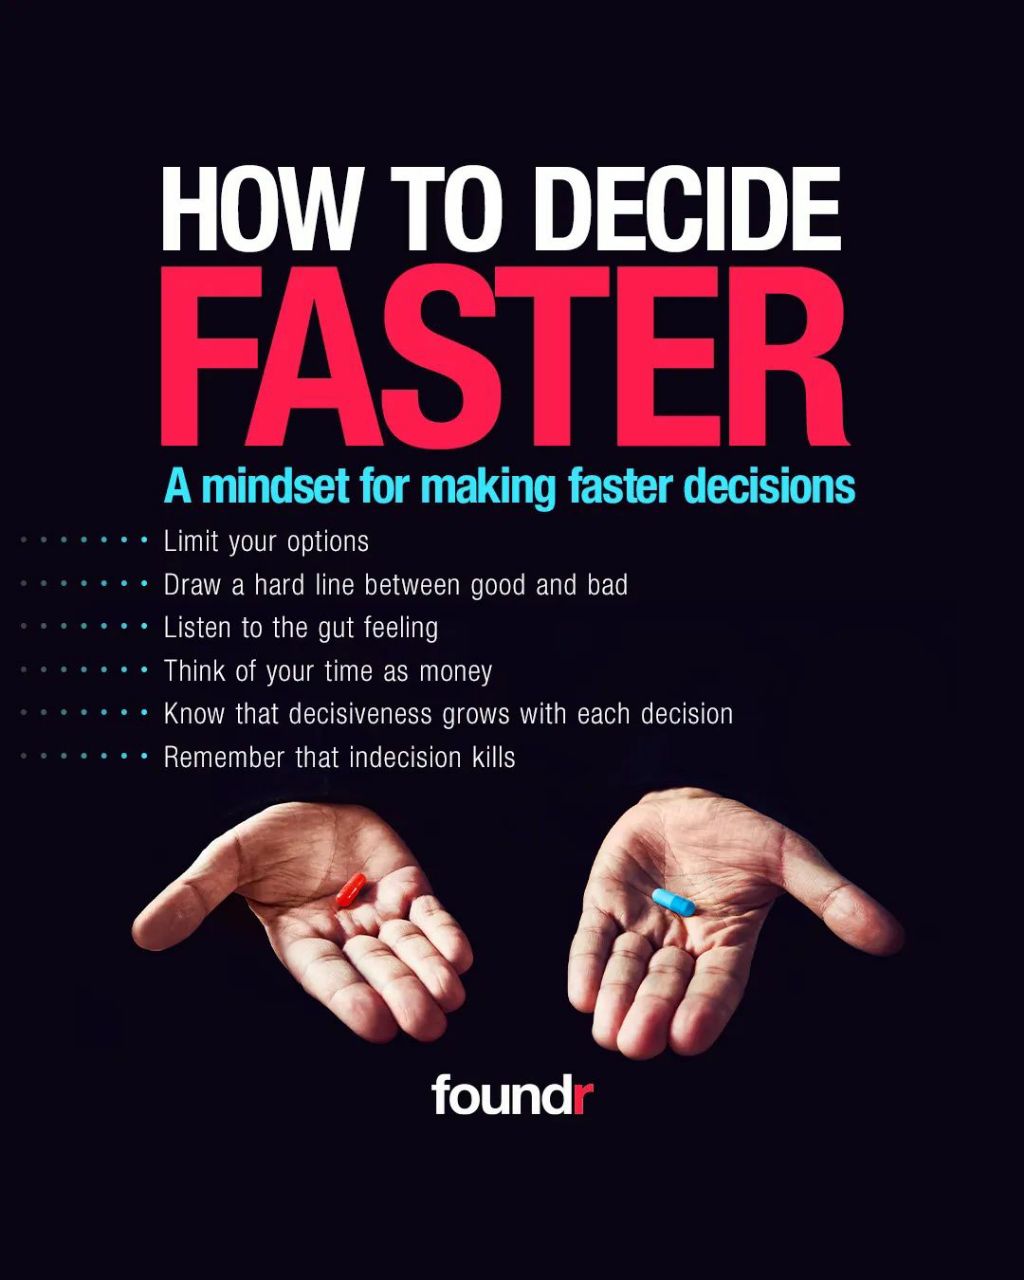 HOW TO DECIDE
FASTER
A mindset for making faster decisions
Limit your options
Draw a hard line between good and bad
Listen to the gut feeling
Think of your time as money
Know that decisiveness grows with each decision
Remember that indecision kills
foundr